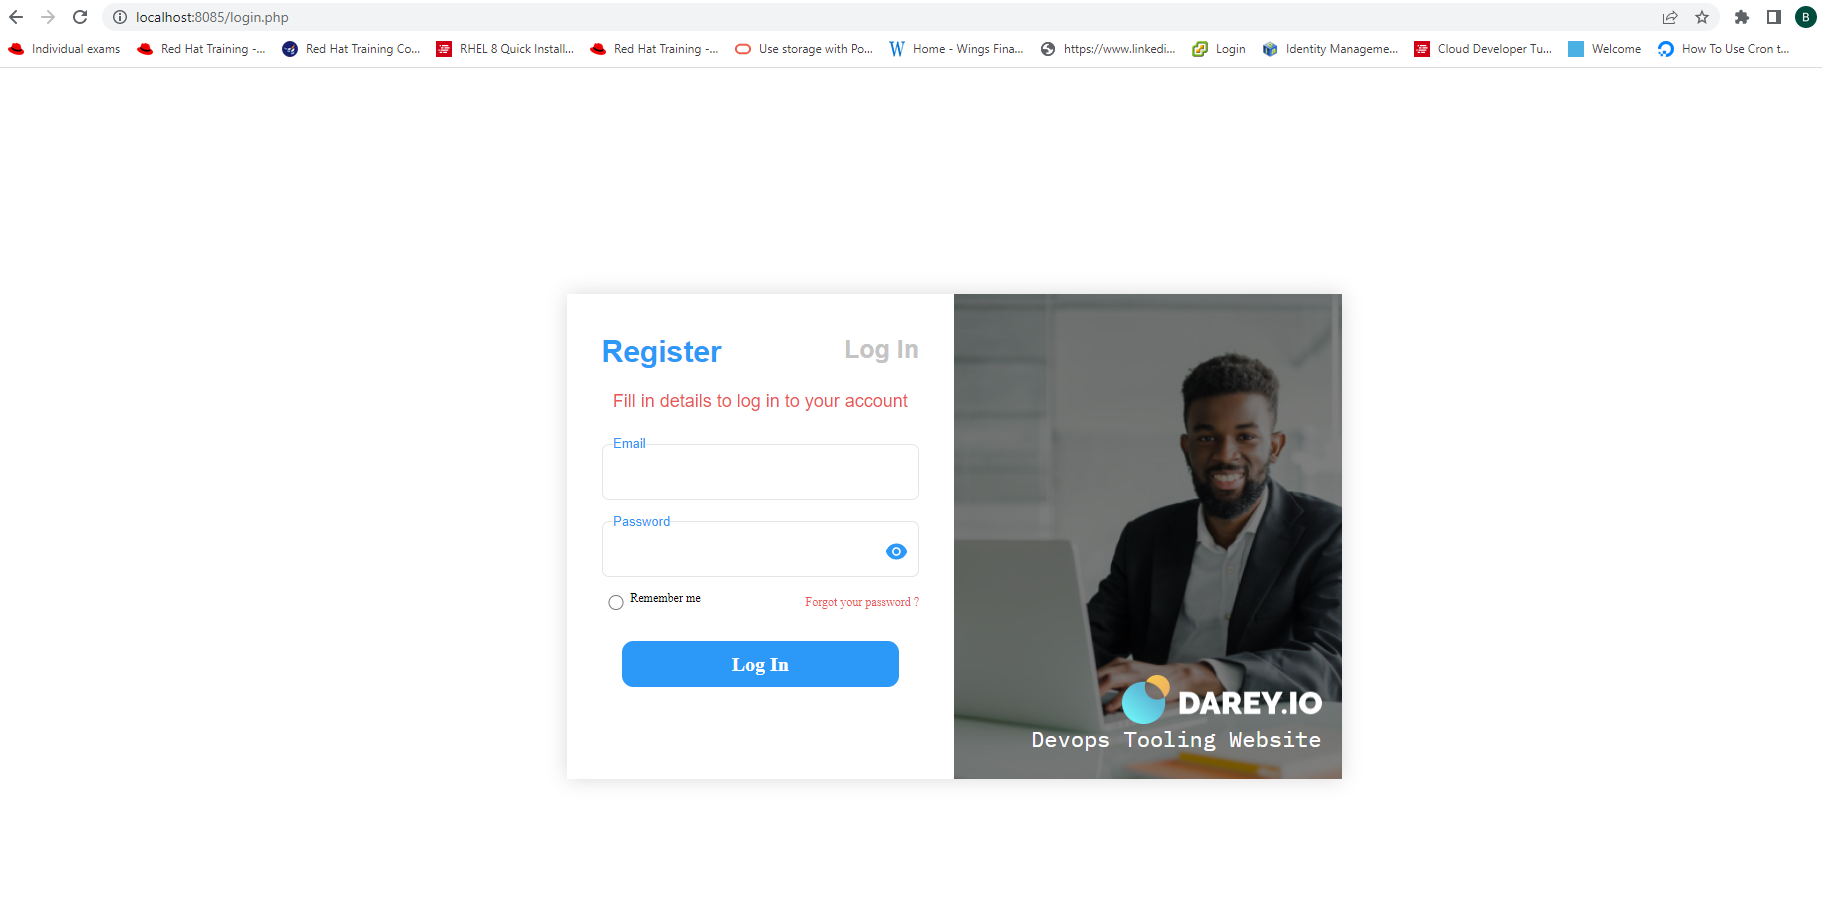 localhost:8085/login.php
B
Individual exams
Red Hat Training -...
Red Hat Training Co...
RHEL 8 Quick Install...
Red Hat Training -...
Use storage with Po...
Home - Wings Fina...
https://www.linkedi...
Login
Identity Manageme...
Cloud Developer Tu...
Welcome
How To Use Cron t...
Register
Log In
Fill in details to log in to your account
Email
Password
Remember me
Forgot your password ?
Log In
DAREY.IO
Devops Tooling Website